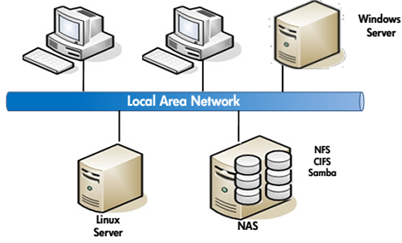 Windows
Server
Local Area Network
NFS
CIFS
Samba
Linux
Server
NAS